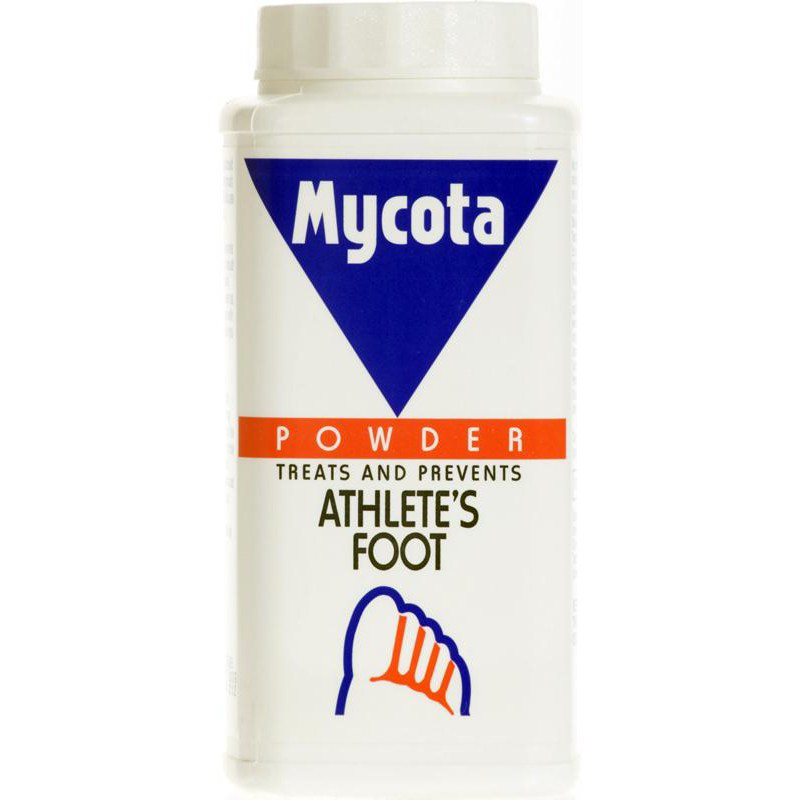 Mycota
POWDER
TREATS AND PREVENTS
ATHLETE'S
FOOT